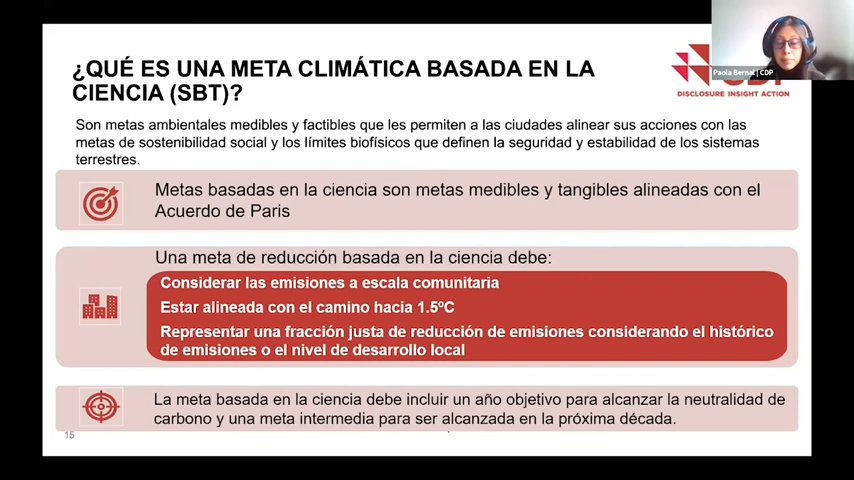 ¿QUÉ ES UNA META CLIMÁTICA BASADA EN LA
CIENCIA (SBT)?
Paola Bernal | CDP
DISCLOSURE INSIGHT ACTION
Son metas ambientales medibles y factibles que les permiten a las ciudades alinear sus acciones con las
metas de sostenibilidad social y los límites biofísicos que definen la seguridad y estabilidad de los sistemas
terrestres.
Metas basadas en la ciencia son metas medibles y tangibles alineadas con el
Acuerdo de Paris
Una meta de reducción basada en la ciencia debe:
Considerar las emisiones a escala comunitaria
Estar alineada con el camino hacia 1.5ºC
Representar una fracción justa de reducción de emisiones considerando el histórico
de emisiones o el nivel de desarrollo local
La meta basada en la ciencia debe incluir un año objetivo para alcanzar la neutralidad de
carbono y una meta intermedia para ser alcanzada en la próxima década.
15